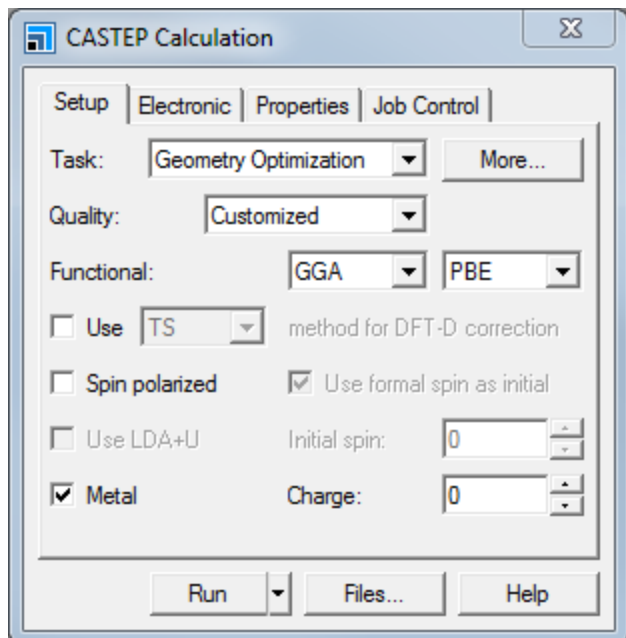 CASTEP Calculation
Setup Electronic Properties Job Control
Task: Geometry Optimization More...
Quality: Customized
Functional: GGA PBE
Use TS method for DFT-D correction
Spin polarized Use formal spin as initial
Use LDA+U Initial spin: 0
Metal Charge: 0
Run Files... Help